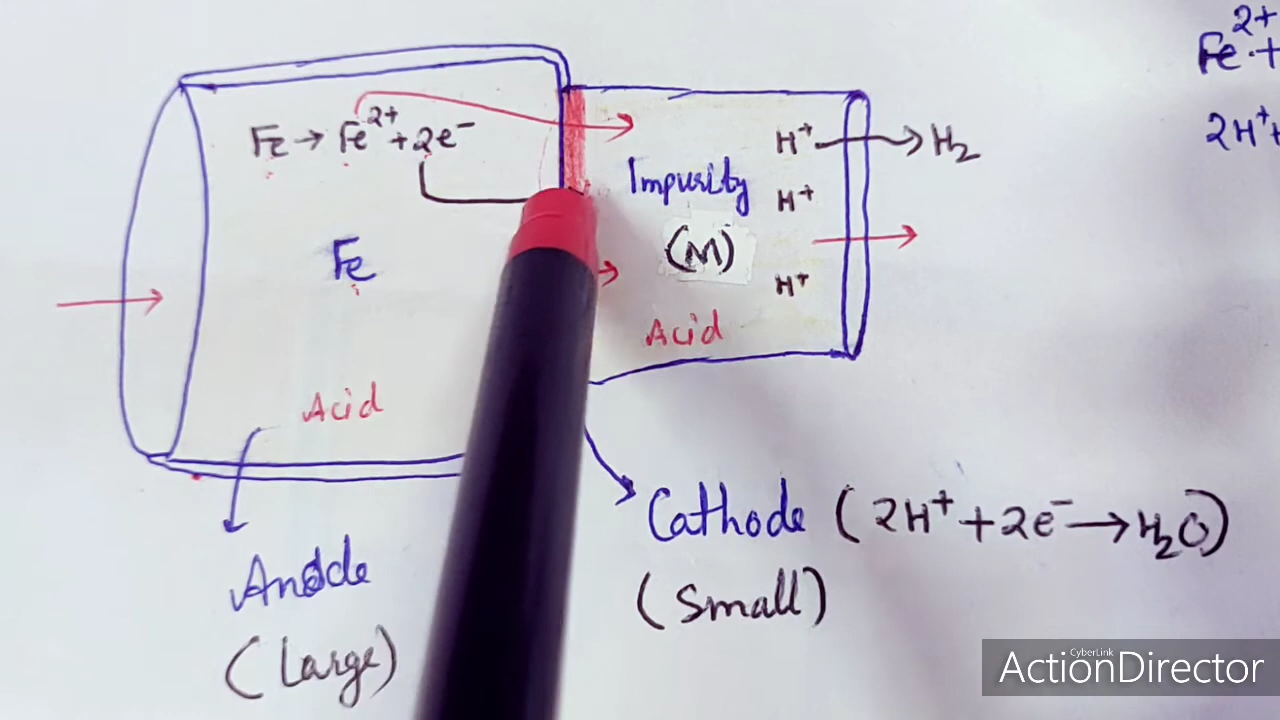 Fe²⁺ +
2H⁺ +
Fe → Fe²⁺ + 2e⁻
H⁺ → H₂
Impurity
H⁺
(M)
Fe
H⁺
Acid
Acid
Cathode (2H⁺ + 2e⁻ → H₂O)
(Small)
Anode
(Large)
CyberLink
ActionDirector